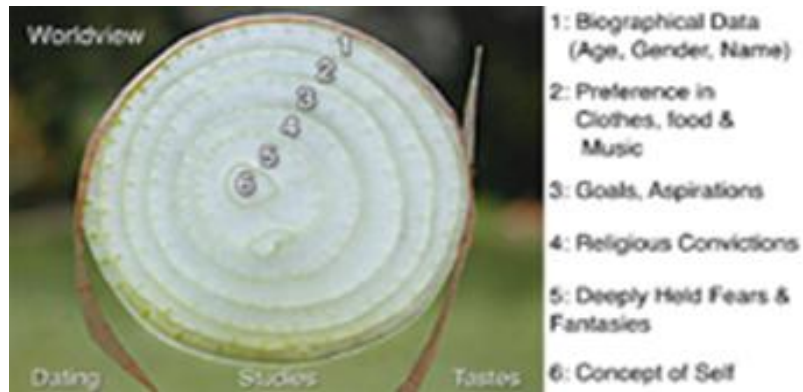 Worldview
1
2
3
4
5
6
Dating
Studies
Tastes
1: Biographical Data
(Age, Gender, Name)
2: Preference in
Clothes, food &
Music
3: Goals, Aspirations
4: Religious Convictions
5: Deeply Held Fears &
Fantasies
6: Concept of Self